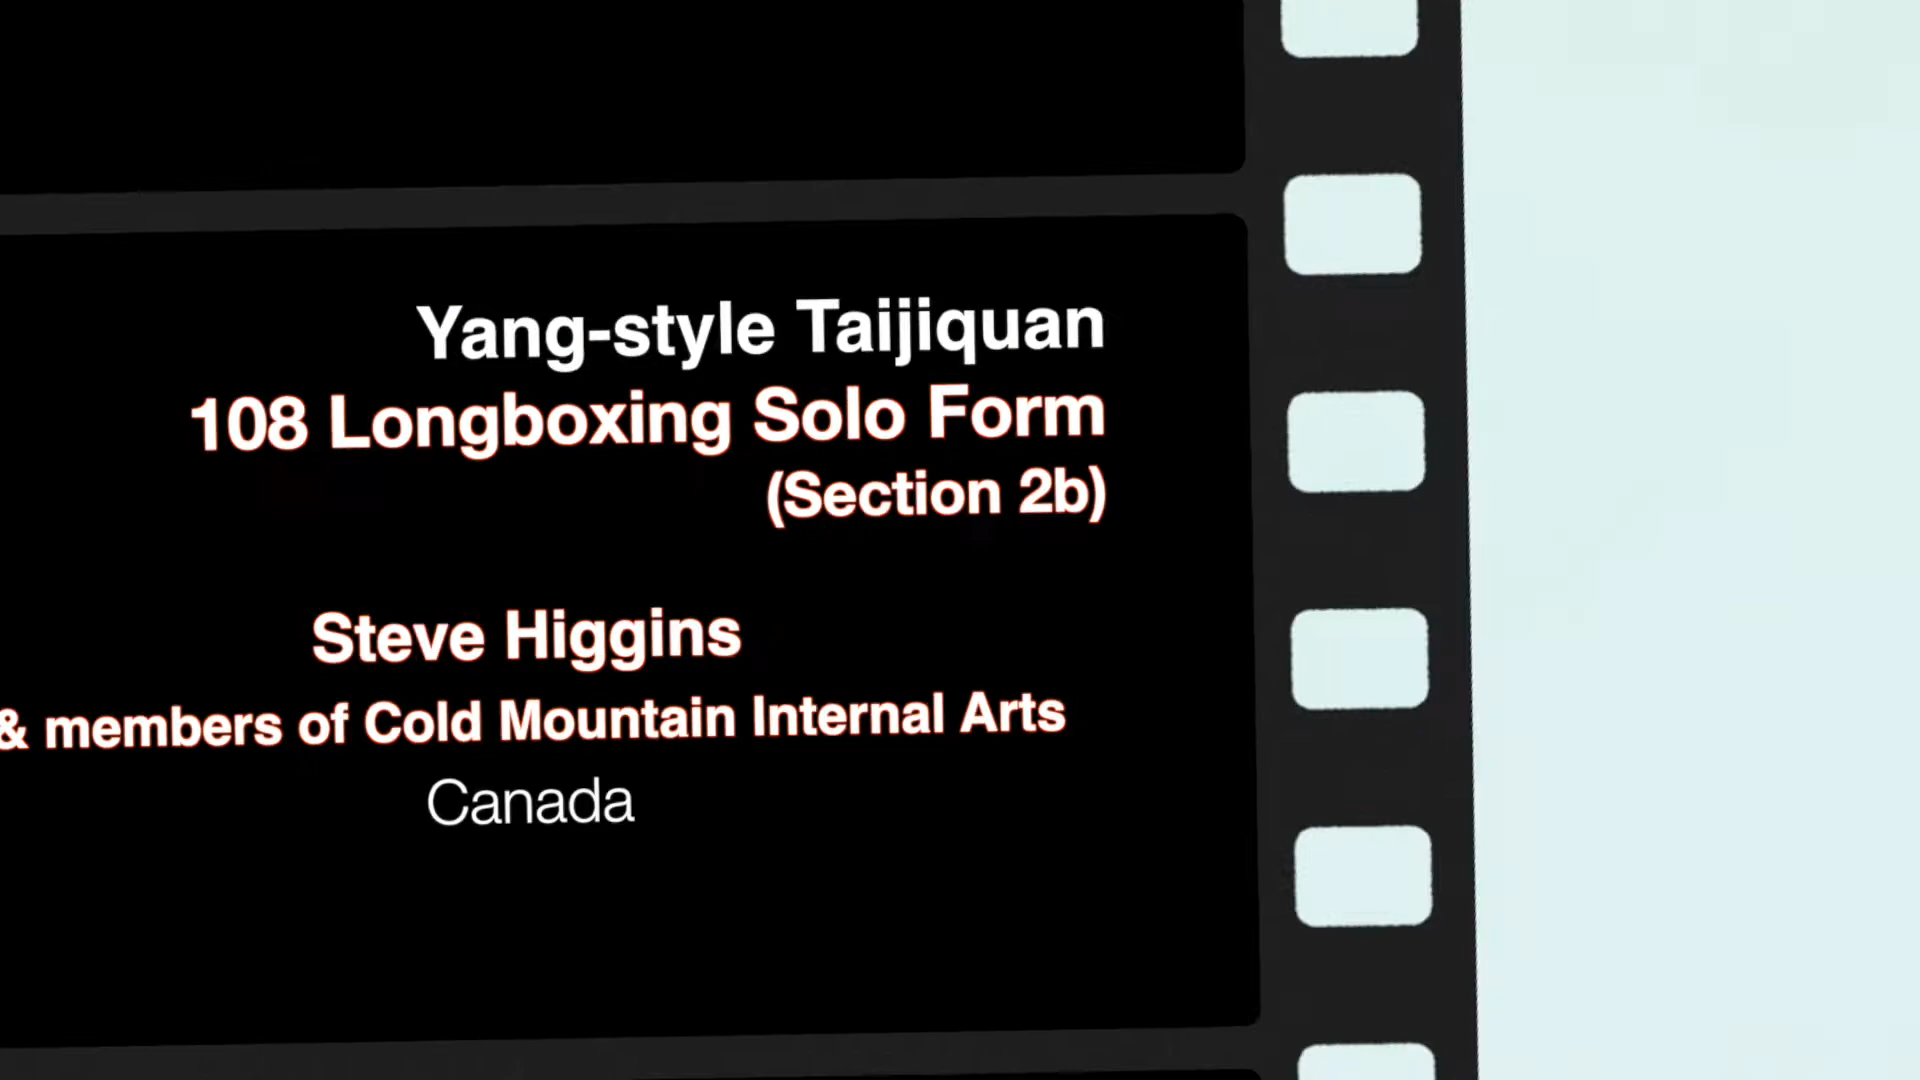 Yang-style Taijiquan
108 Longboxing Solo Form
(Section 2b)
Steve Higgins
& members of Cold Mountain Internal Arts
Canada